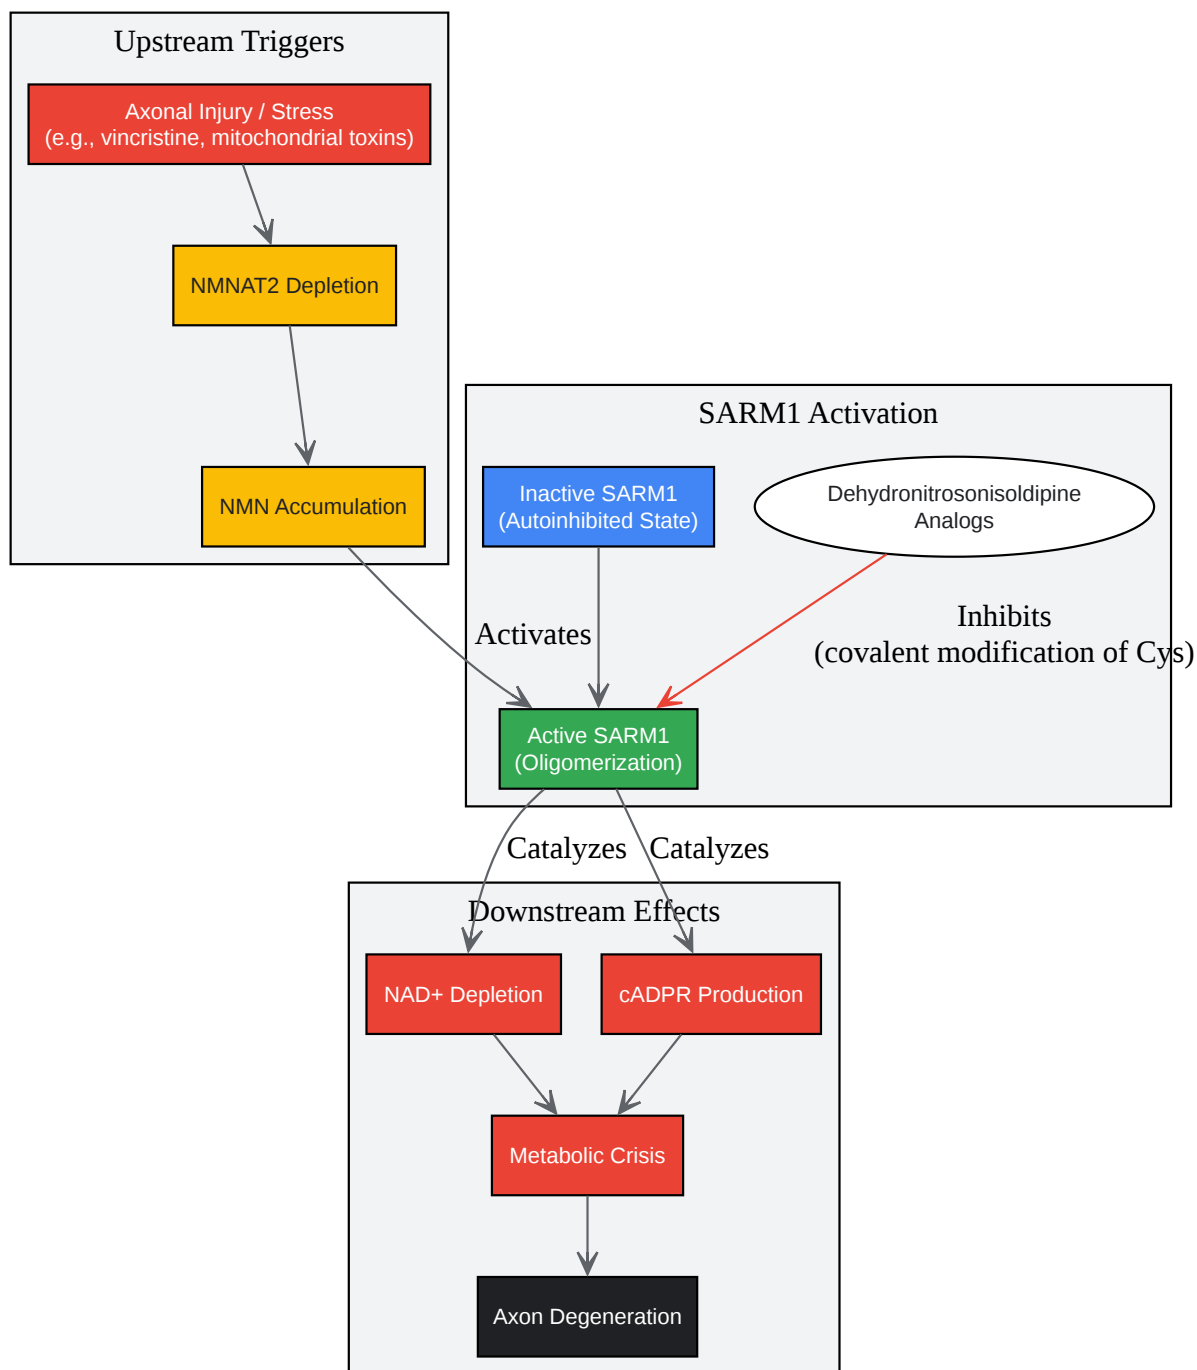 Upstream Triggers
Axonal Injury / Stress
(e.g., vincristine, mitochondrial toxins)
NMNAT2 Depletion
NMN Accumulation
SARM1 Activation
Inactive SARM1
(Autoinhibited State)
Dehydronitrosonisoldipine
Analogs
Activates
Inhibits
(covalent modification of Cys)
Active SARM1
(Oligomerization)
Catalyzes
Catalyzes
Downstream Effects
NAD+ Depletion
cADPR Production
Metabolic Crisis
Axon Degeneration